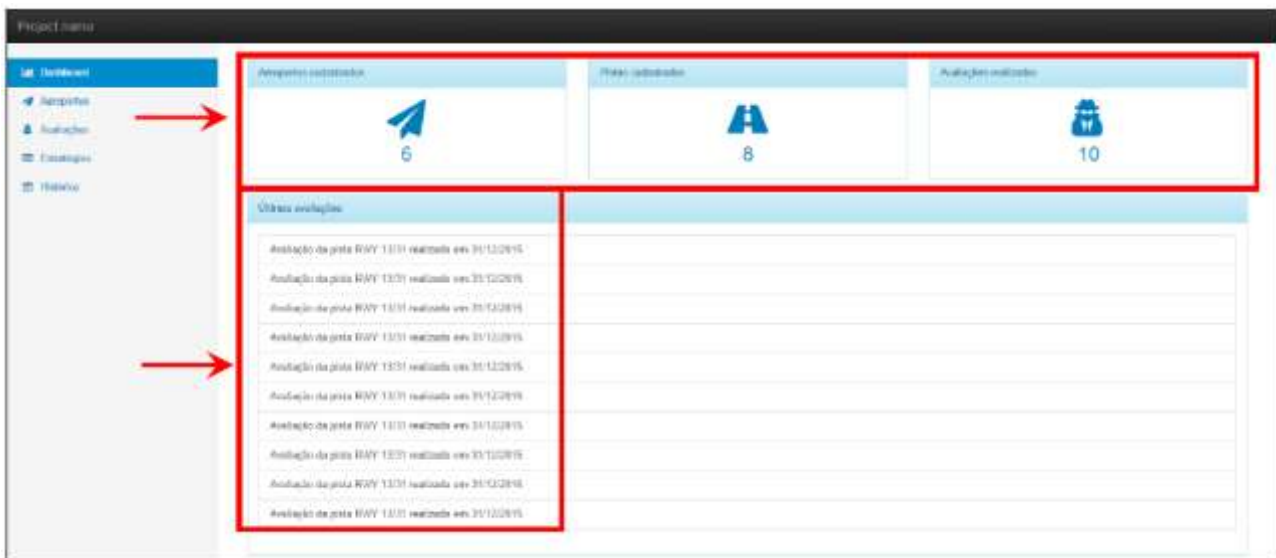 Project name
Dashboard
Aeroportos
Avaliações
Histórico
Aeroportos cadastrados
Pistas cadastradas
Avaliações realizadas
6
8
10
Últimas avaliações
Avaliação da pista RWY 13/31 realizada em 31/12/2015
Avaliação da pista RWY 13/31 realizada em 31/12/2015
Avaliação da pista RWY 13/31 realizada em 31/12/2015
Avaliação da pista RWY 13/31 realizada em 31/12/2015
Avaliação da pista RWY 13/31 realizada em 31/12/2015
Avaliação da pista RWY 13/31 realizada em 31/12/2015
Avaliação da pista RWY 13/31 realizada em 31/12/2015
Avaliação da pista RWY 13/31 realizada em 31/12/2015
Avaliação da pista RWY 13/31 realizada em 31/12/2015
Avaliação da pista RWY 13/31 realizada em 31/12/2015